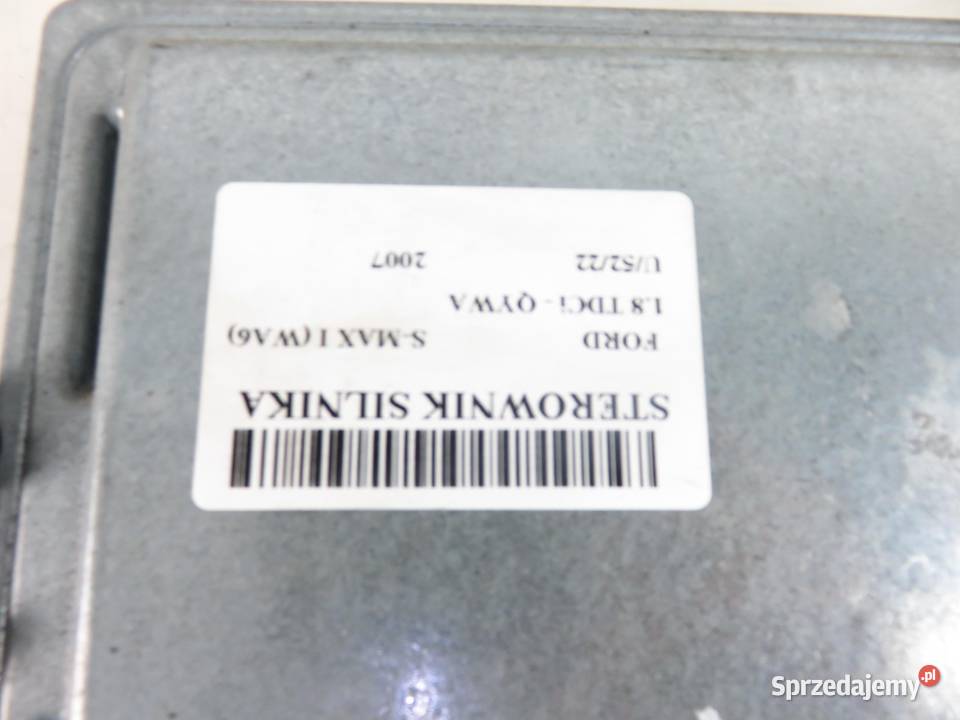 STEROWNIK SILNIKA
FORD S-MAX I (WA6)
1.8 TDCi - QYWA
U/52/22 2007
Sprzedajemy.pl